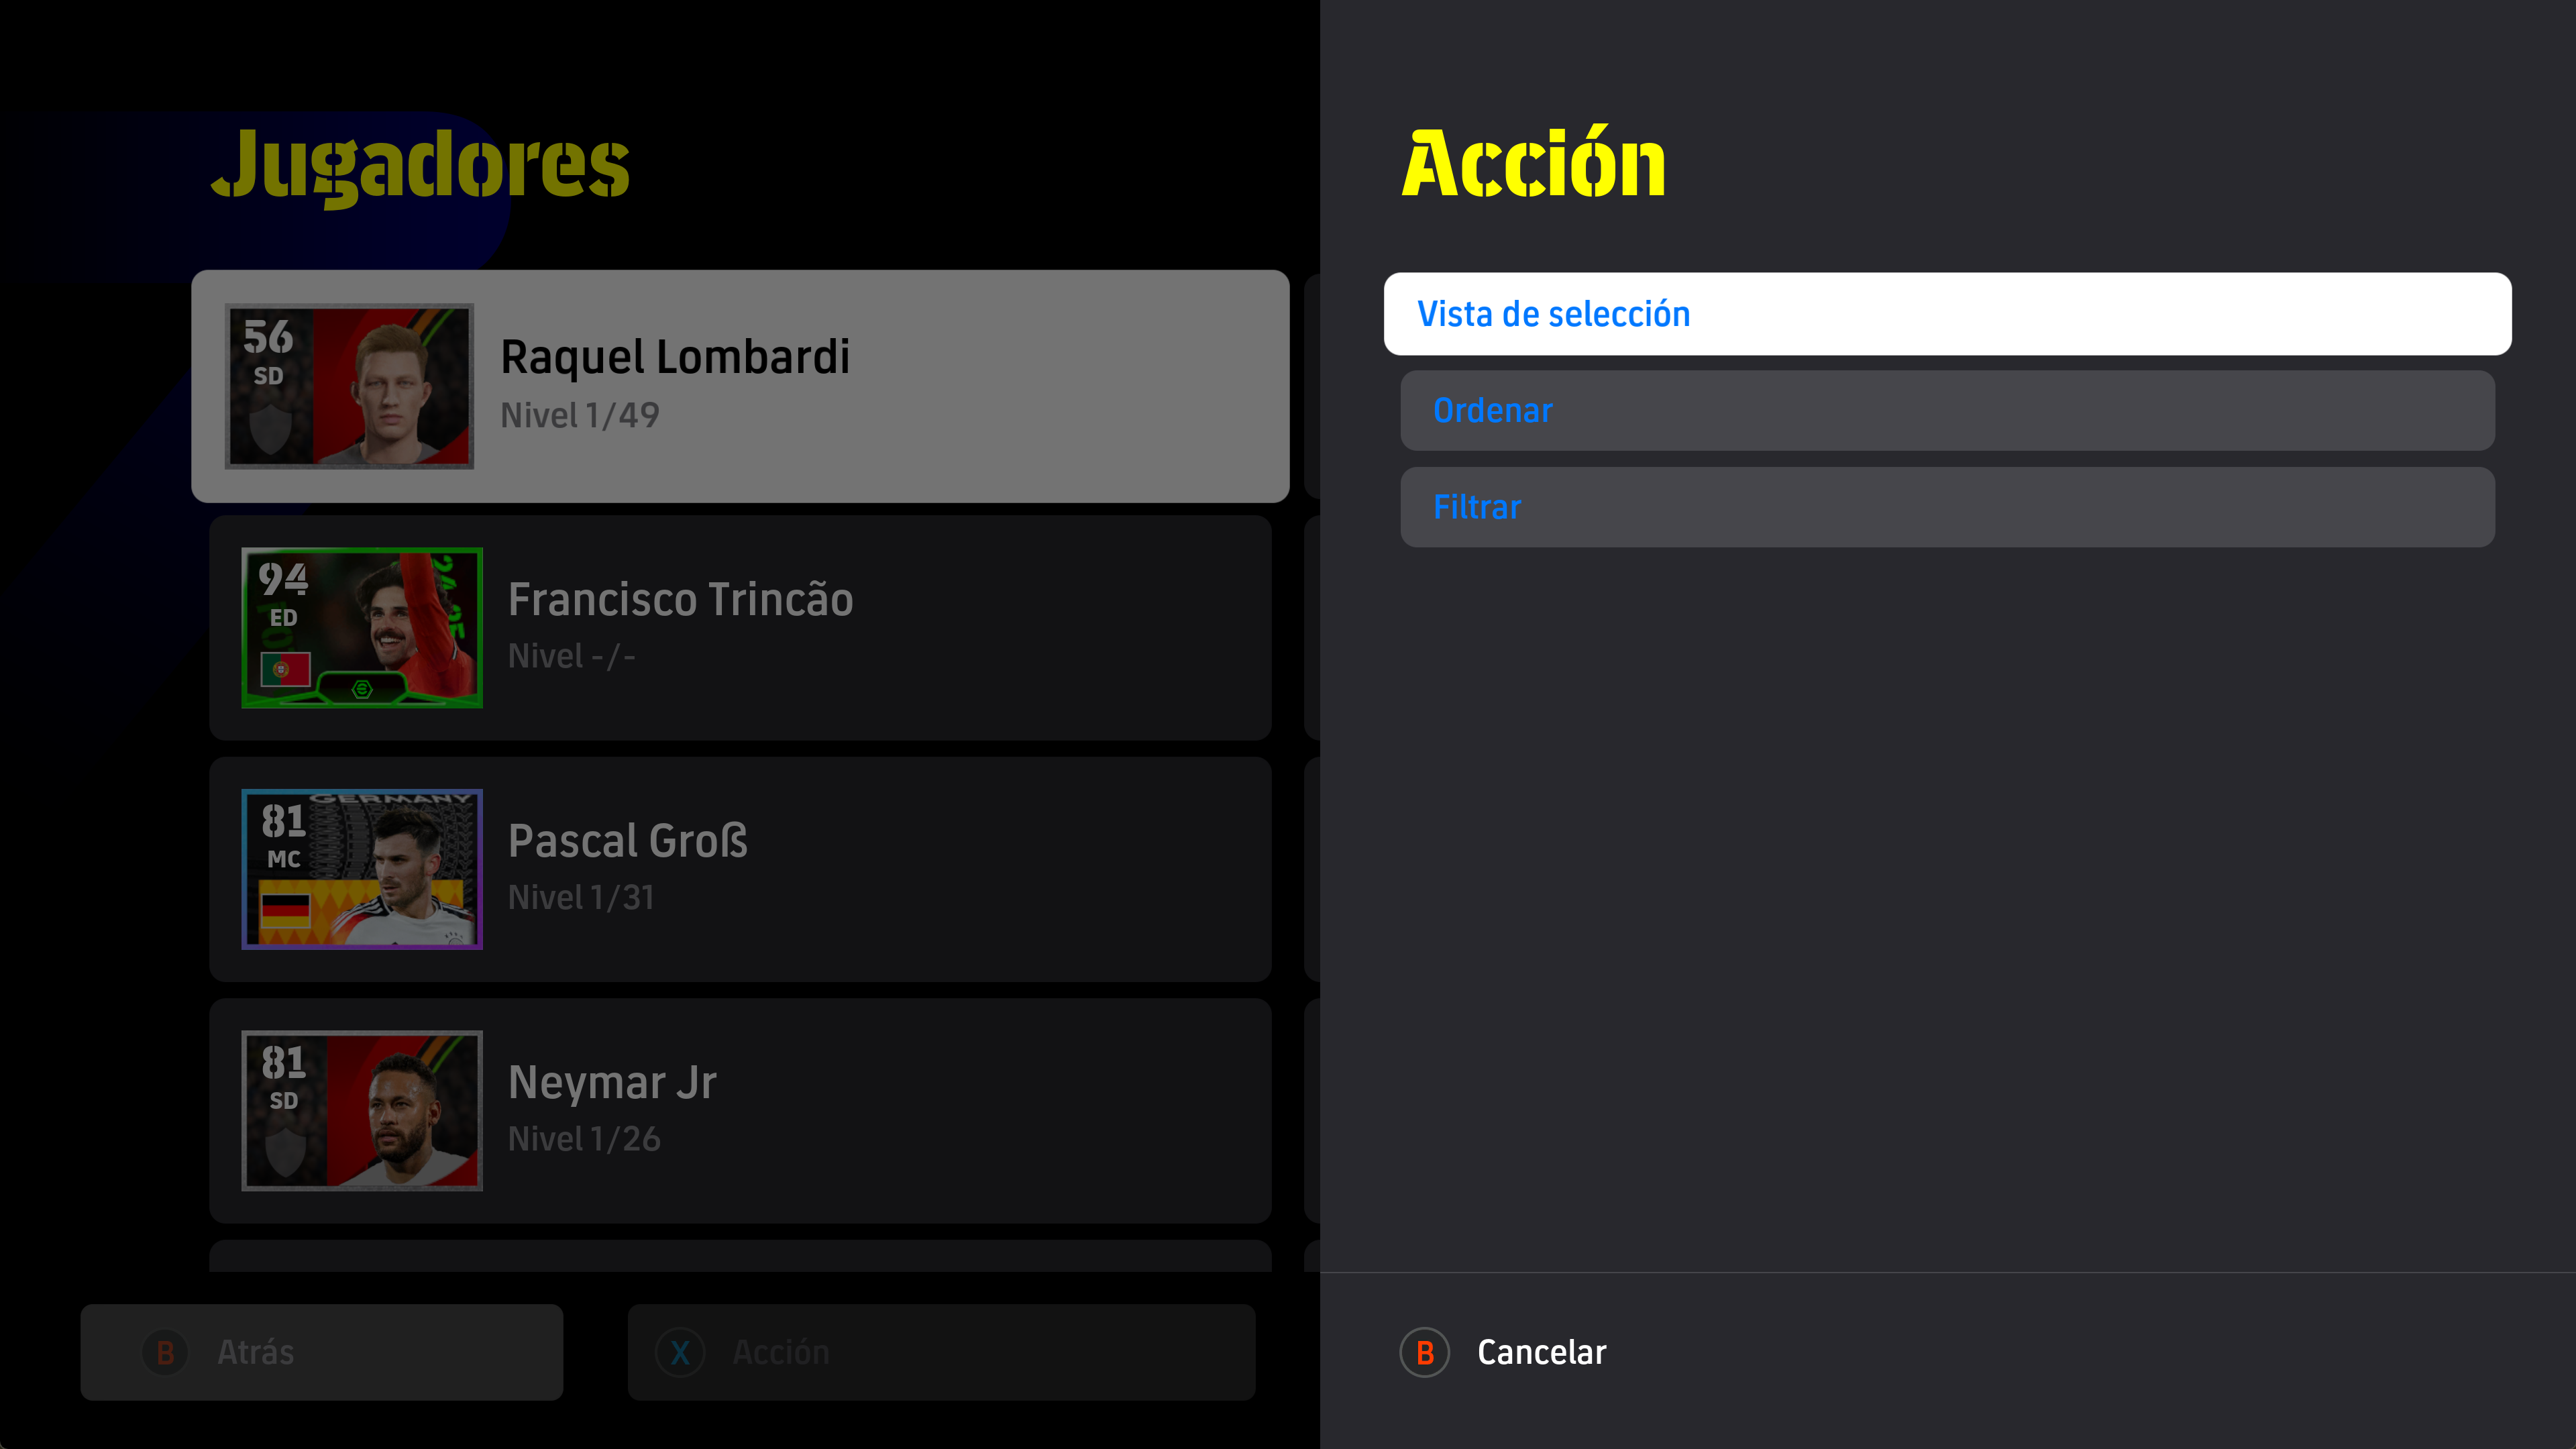 Jugadores
56
SD
Raquel Lombardi
Nivel 1/49
94
ED
Francisco Trincão
Nivel -/-
GERMANY
81
MC
Pascal Groß
Nivel 1/31
81
SD
Neymar Jr
Nivel 1/26
B Atrás
X Acción
Acción
Vista de selección
Ordenar
Filtrar
B Cancelar